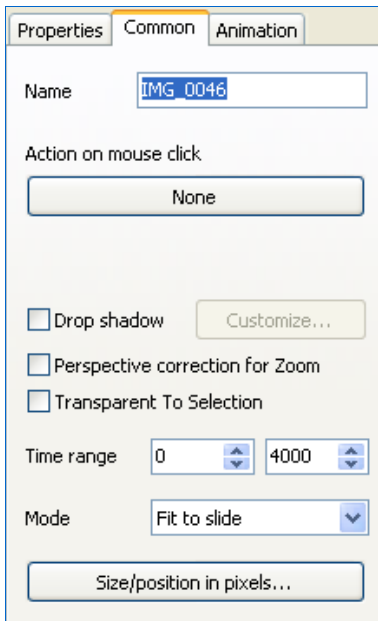 Properties Common Animation
Name IMG_0046
Action on mouse click
None
Drop shadow Customize...
Perspective correction for Zoom
Transparent To Selection
Time range 0 4000
Mode Fit to slide
Size/position in pixels...